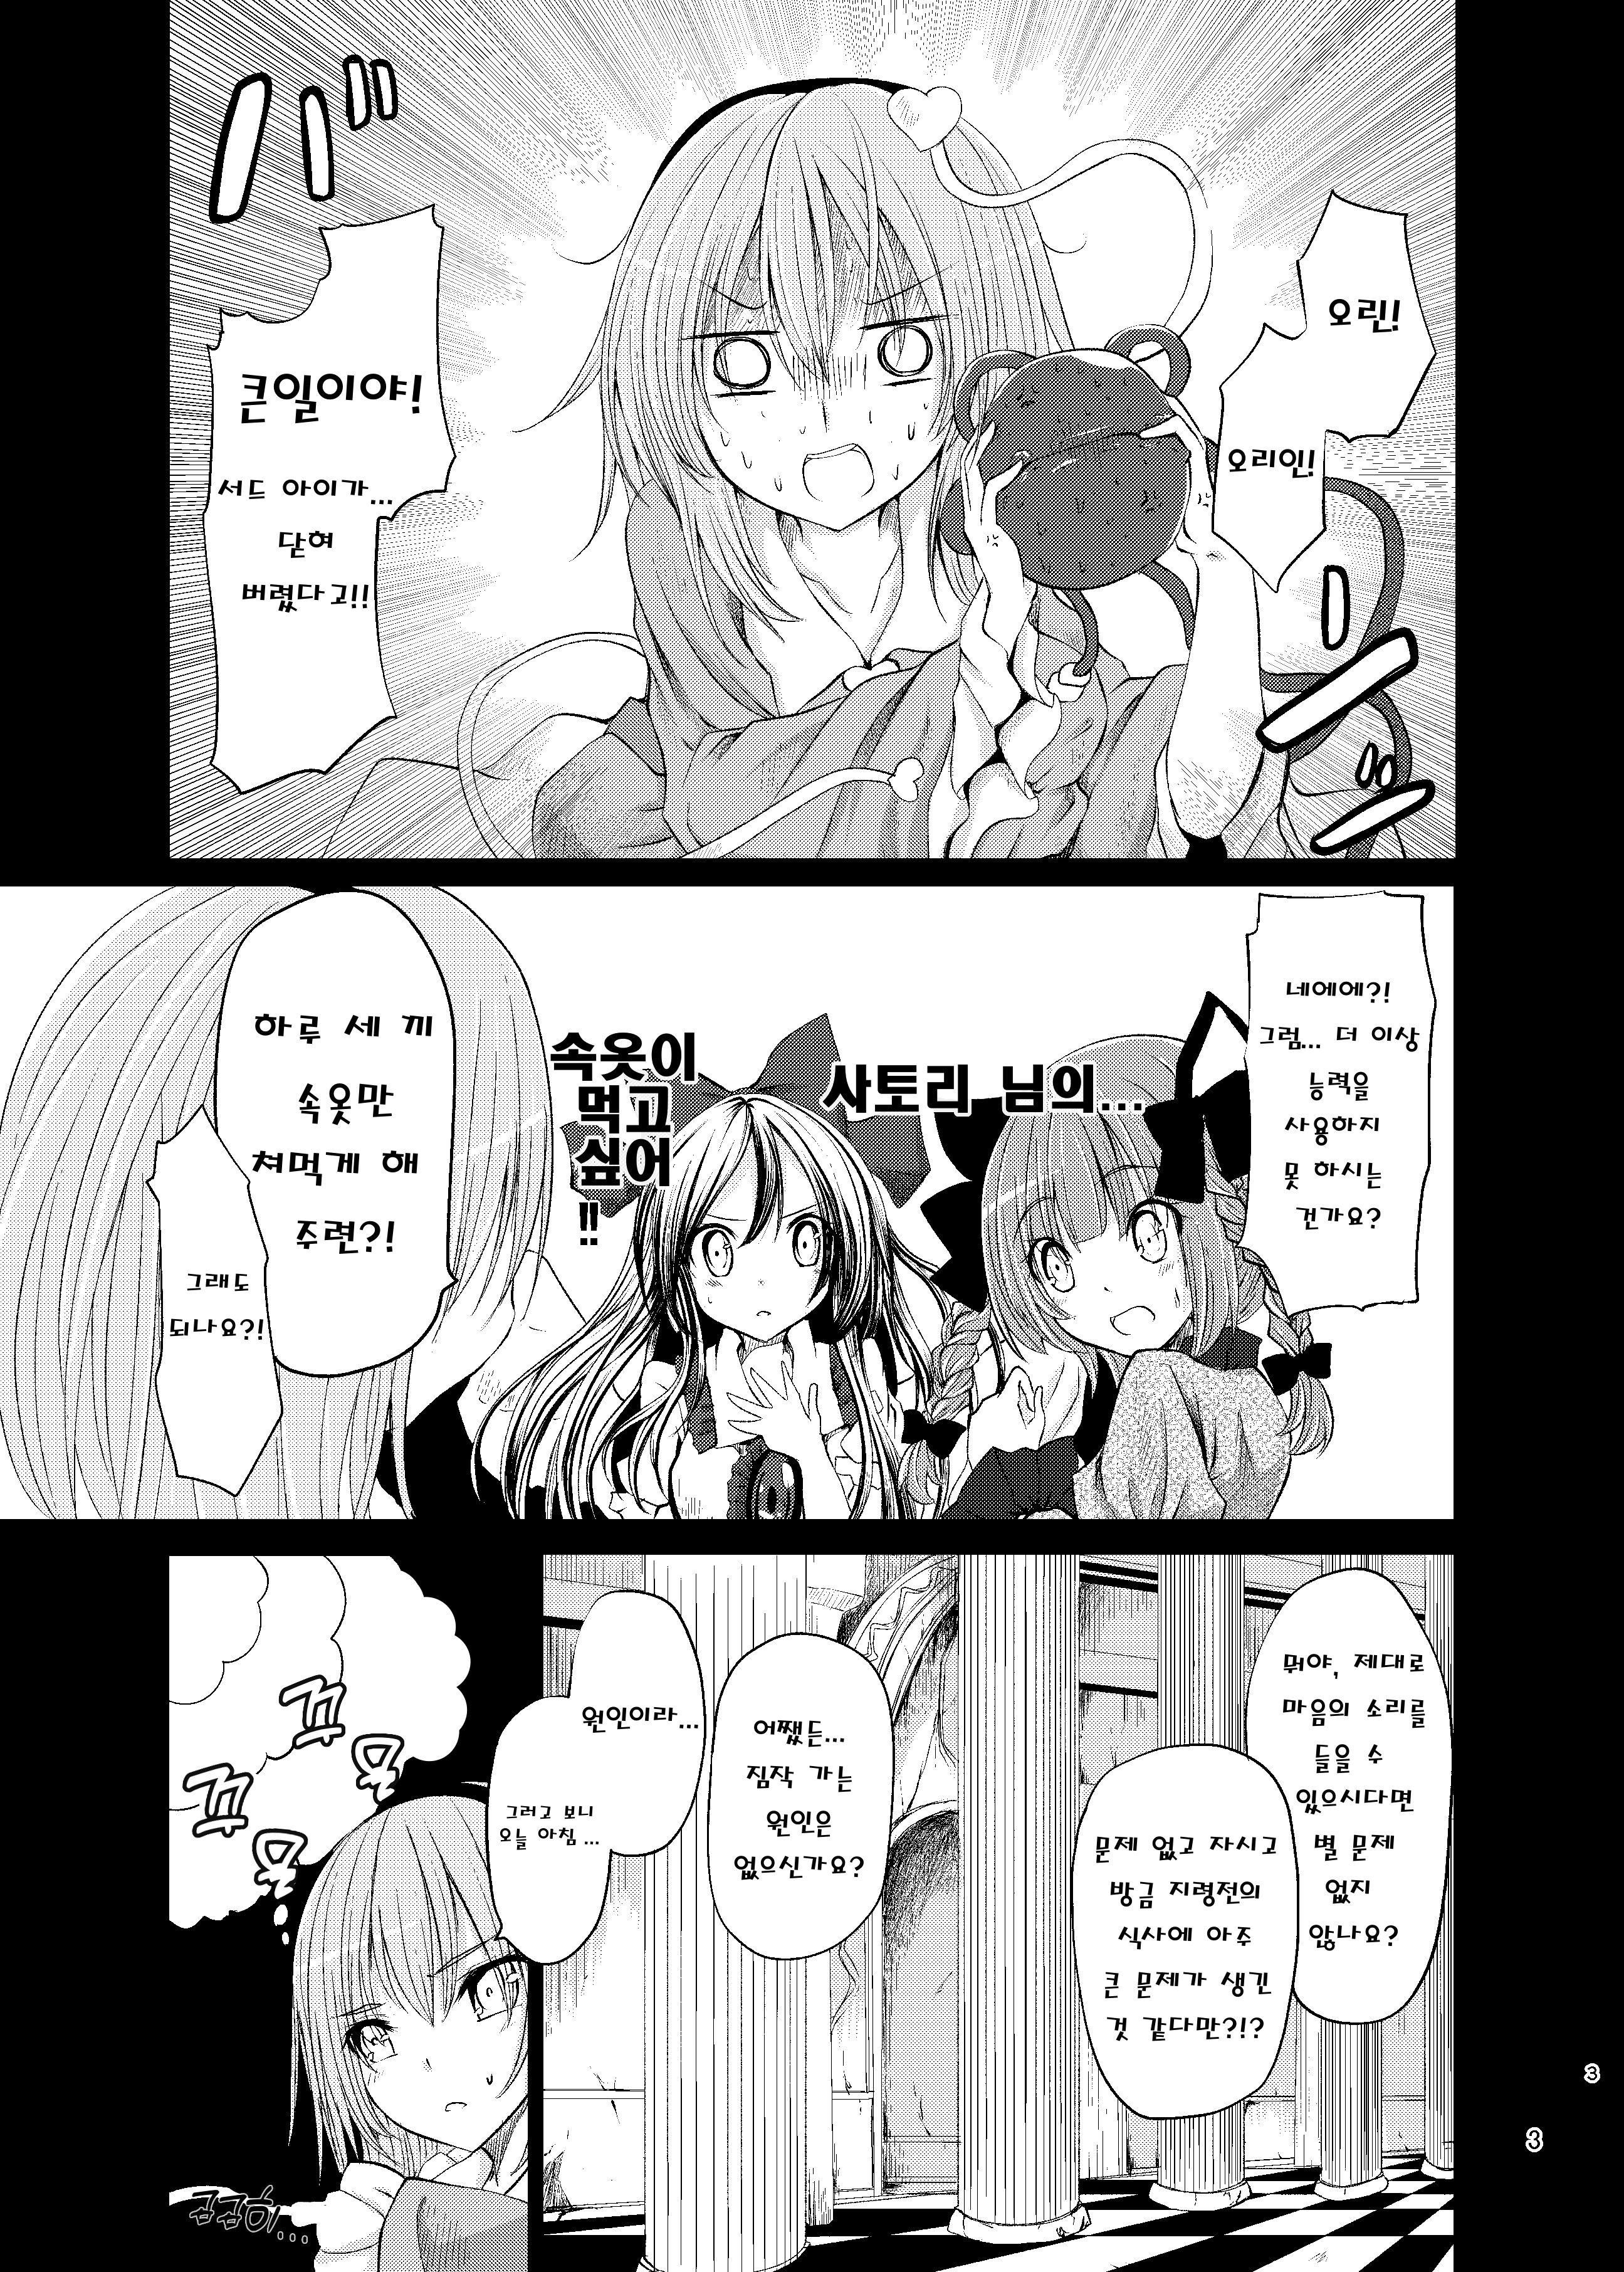 오린!
오리인!
큰일이야!
서드 아이가...
닫혀
버렸다고!!
네에에?!
그럼... 더 이상
능력을
사용하지
못 하시는
건가요?
사토리 님의...
속옷이
먹고
싶어
!!
하루 세 끼
속옷만
쳐먹게 해
주련?!
그래도
되나요?!
뭐야, 제대로
마음의 소리를
들을 수
있으시다면
별 문제
없지
않나요?
문제 없고 자시고
방금 지령전의
식사에 아주
큰 문제가 생긴
것 같다만?!?
어쨌든...
짐작 가는
원인은
없으신가요?
원인이라...
그러고 보니
오늘 아침...
곰곰히...
3
3